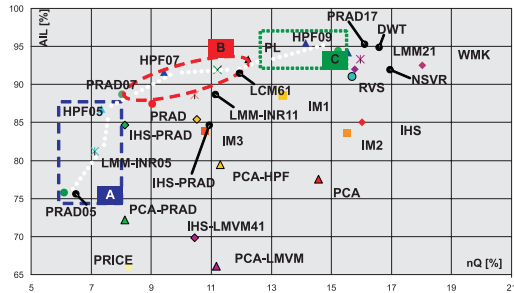 AIL [%]
100
95
90
85
80
75
70
65
5
7
9
11
13
15
17
19
21
nQ [%]
PRAD17
DWT
B
PL
HPF09
C
LMM21
WMK
HPF07
NSVR
RVS
PRAD07
LCM61
HPF05
PRAD
LMM-INR11
IM1
IHS-PRAD
IM3
IM2
IHS
LMM-INR05
IHS-PRAD
PCA-HPF
PCA
A
PRAD05
PCA-PRAD
IHS-LMVM41
PRICE
PCA-LMVM